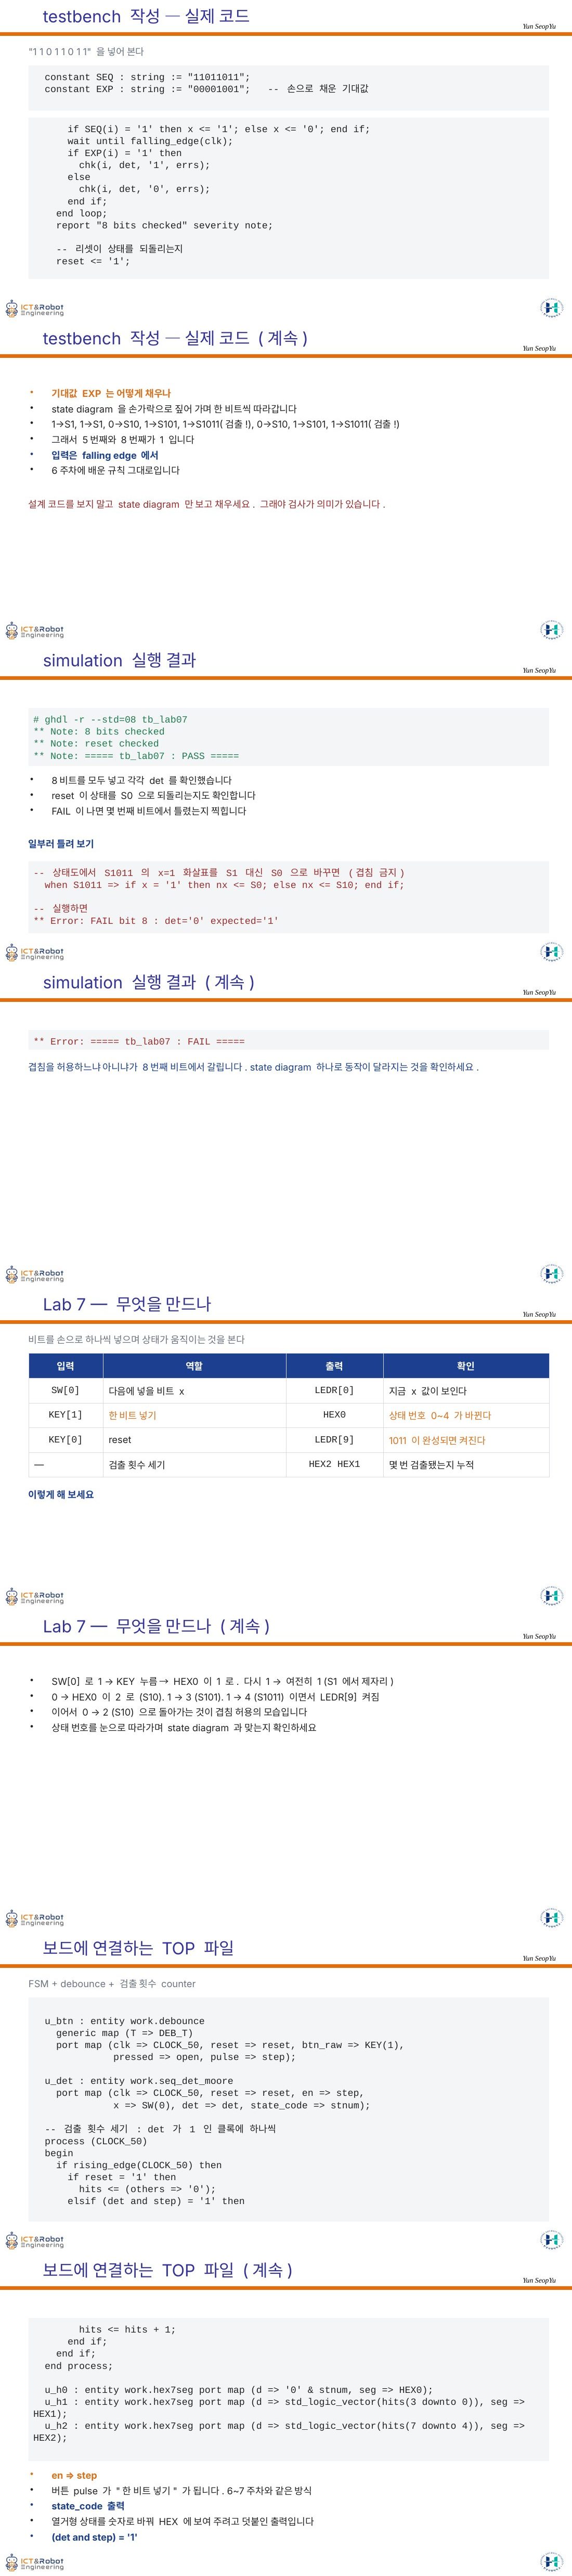 testbench 작성 — 실제 코드
Yun SeopYu
"1 1 0 1 1 0 1 1" 을 넣어 본다
constant SEQ : string := "11011011";
constant EXP : string := "00001001";   -- 손으로 채운 기대값
if SEQ(i) = '1' then x <= '1'; else x <= '0'; end if;
wait until falling_edge(clk);
if EXP(i) = '1' then
chk(i, det, '1', errs);
else
chk(i, det, '0', errs);
end if;
end loop;
report "8 bits checked" severity note;
-- 리셋이 상태를 되돌리는지
reset <= '1';
ICT&Robot
Engineering
testbench 작성 — 실제 코드 ( 계속 )
Yun SeopYu
• 기대값 EXP 는 어떻게 채우나
• state diagram 을 손가락으로 짚어 가며 한 비트씩 따라갑니다
• 1→S1, 1→S1, 0→S10, 1→S101, 1→S1011( 검출 !), 0→S10, 1→S101, 1→S1011( 검출 !)
• 그래서 5 번째와 8 번째가 1 입니다
• 입력은 falling edge 에서
• 6 주차에 배운 규칙 그대로입니다
설계 코드를 보지 말고 state diagram 만 보고 채우세요 . 그래야 검사가 의미가 있습니다 .
ICT&Robot
Engineering
simulation 실행 결과
Yun SeopYu
# ghdl -r --std=08 tb_lab07
** Note: 8 bits checked
** Note: reset checked
** Note: ===== tb_lab07 : PASS =====
• 8 비트를 모두 넣고 각각 det 를 확인했습니다
• reset 이 상태를 S0 으로 되돌리는지도 확인합니다
• FAIL 이 나면 몇 번째 비트에서 틀렸는지 찍힙니다
일부러 틀려 보기
-- 상태도에서 S1011 의 x=1 화살표를 S1 대신 S0 으로 바꾸면 ( 겹침 금지 )
when S1011 => if x = '1' then nx <= S0; else nx <= S10; end if;
-- 실행하면
** Error: FAIL bit 8 : det='0' expected='1'
ICT&Robot
Engineering
simulation 실행 결과 ( 계속 )
Yun SeopYu
** Error: ===== tb_lab07 : FAIL =====
겹침을 허용하느냐 아니냐가 8 번째 비트에서 갈립니다 . state diagram 하나로 동작이 달라지는 것을 확인하세요 .
ICT&Robot
Engineering
Lab 7 — 무엇을 만드나
Yun SeopYu
비트를 손으로 하나씩 넣으며 상태가 움직이는 것을 본다
입력 역할 출력 확인
SW[0] 다음에 넣을 비트 x LEDR[0] 지금 x 값이 보인다
KEY[1] 한 비트 넣기 HEX0 상태 번호 0~4 가 바뀐다
KEY[0] reset LEDR[9] 1011 이 완성되면 켜진다
— 검출 횟수 세기 HEX2 HEX1 몇 번 검출됐는지 누적
이렇게 해 보세요
ICT&Robot
Engineering
Lab 7 — 무엇을 만드나 ( 계속 )
Yun SeopYu
• SW[0] 로 1 → KEY 누름 → HEX0 이 1 로 . 다시 1 → 여전히 1 (S1 에서 제자리 )
• 0 → HEX0 이 2 로 (S10). 1 → 3 (S101). 1 → 4 (S1011) 이면서 LEDR[9] 켜짐
• 이어서 0 → 2 (S10) 으로 돌아가는 것이 겹침 허용의 모습입니다
• 상태 번호를 눈으로 따라가며 state diagram 과 맞는지 확인하세요
ICT&Robot
Engineering
보드에 연결하는 TOP 파일
Yun SeopYu
FSM + debounce + 검출 횟수 counter
u_btn : entity work.debounce
generic map (T => DEB_T)
port map (clk => CLOCK_50, reset => reset, btn_raw => KEY(1),
pressed => open, pulse => step);
u_det : entity work.seq_det_moore
port map (clk => CLOCK_50, reset => reset, en => step,
x => SW(0), det => det, state_code => stnum);
-- 검출 횟수 세기 : det 가 1 인 클록에 하나씩
process (CLOCK_50)
begin
if rising_edge(CLOCK_50) then
if reset = '1' then
hits <= (others => '0');
elsif (det and step) = '1' then
ICT&Robot
Engineering
보드에 연결하는 TOP 파일 ( 계속 )
Yun SeopYu
hits <= hits + 1;
end if;
end if;
end process;
u_h0 : entity work.hex7seg port map (d => '0' & stnum, seg => HEX0);
u_h1 : entity work.hex7seg port map (d => std_logic_vector(hits(3 downto 0)), seg =>
HEX1);
u_h2 : entity work.hex7seg port map (d => std_logic_vector(hits(7 downto 4)), seg =>
HEX2);
• en => step
• 버튼 pulse 가 " 한 비트 넣기 " 가 됩니다 . 6~7 주차와 같은 방식
• state_code 출력
• 열거형 상태를 숫자로 바꿔 HEX 에 보여 주려고 덧붙인 출력입니다
• (det and step) = '1'
ICT&Robot
Engineering